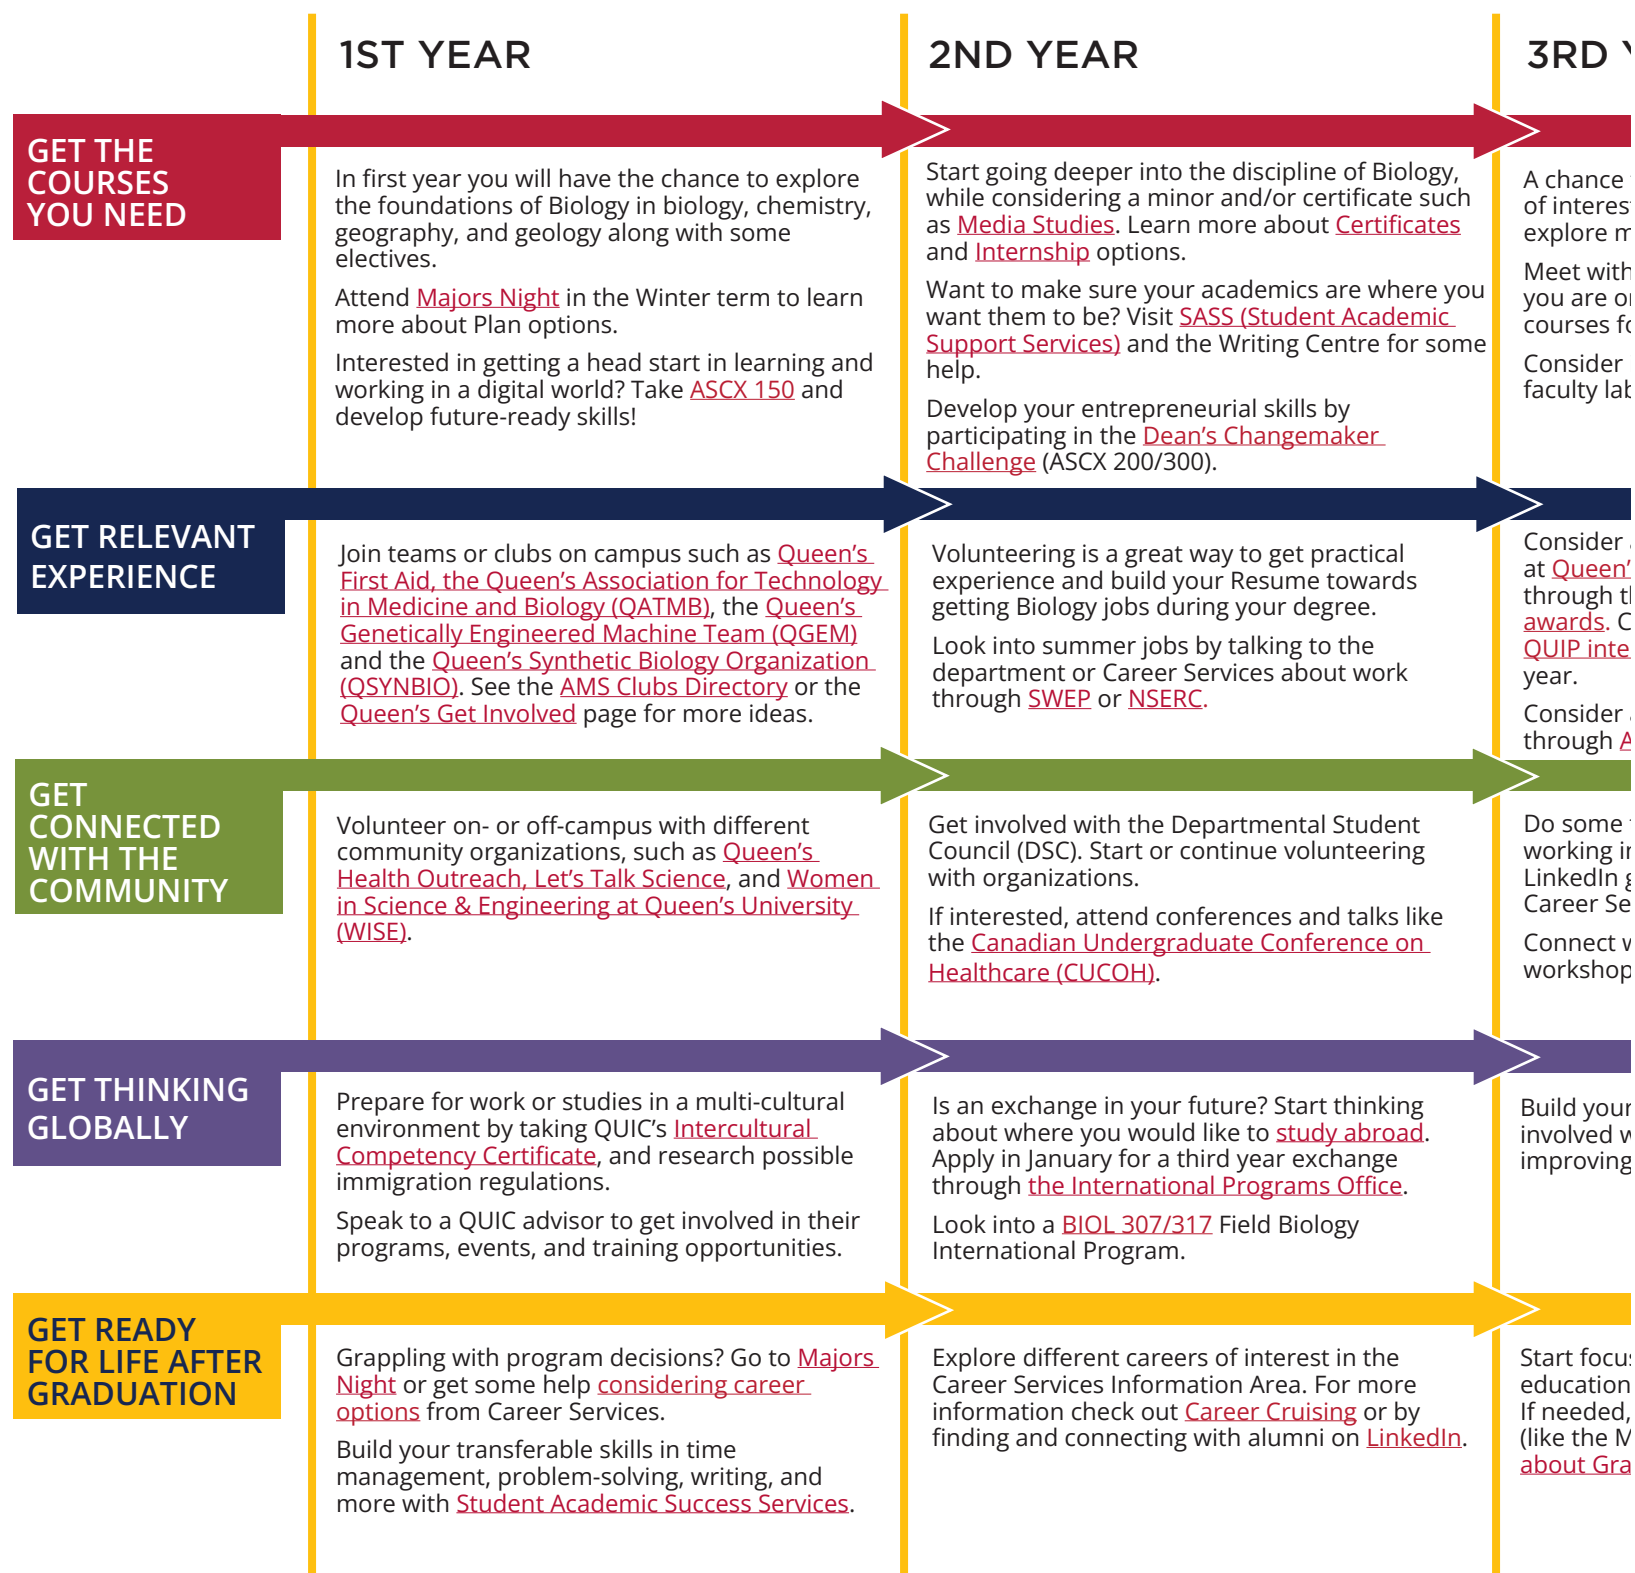 1ST YEAR
2ND YEAR
3RD
GET THE
COURSES
YOU NEED
In first year you will have the chance to explore
the foundations of Biology in biology, chemistry,
geography, and geology along with some
electives.
Attend Majors Night in the Winter term to learn
more about Plan options.
Interested in getting a head start in learning and
working in a digital world? Take ASCX 150 and
develop future-ready skills!
Start going deeper into the discipline of Biology,
while considering a minor and/or certificate such
as Media Studies. Learn more about Certificates
and Internship options.
Want to make sure your academics are where you
want them to be? Visit SASS (Student Academic
Support Services) and the Writing Centre for some
help.
Develop your entrepreneurial skills by
participating in the Dean's Changemaker
Challenge (ASCX 200/300).
A chance
of
explore
Meet with
you are
courses
Consider
faculty
GET RELEVANT
EXPERIENCE
Join teams or clubs on campus such as Queen's
First Aid, the Queen's Association for Technology
in Medicine and Biology (QATMB), the Queen's
Genetically Engineered Machine Team (QGEM)
and the Queen's Synthetic Biology Organization
(QSYNBIO). See the AMS Clubs Directory or the
Queen's Get Involved page for more ideas.
Volunteering is a great way to get practical
experience and build your Resume towards
getting Biology jobs during your degree.
Look into summer jobs by talking to the
department or Career Services about work
through SWEP or NSERC.
Consider
at Queen'
through
awards.
QUIP
year.
Consider
through
GET
CONNECTED
WITH THE
COMMUNITY
Volunteer on- or off-campus with different
community organizations, such as Queen's
Health Outreach, Let's Talk Science, and Women
in Science & Engineering at Queen's University
(WISE).
Get involved with the Departmental Student
Council (DSC). Start or continue volunteering
with organizations.
If interested, attend conferences and talks like
the Canadian Undergraduate Conference on
Healthcare (CUCOH).
Do some
working
LinkedIn
Career
Connect
workshop
GET THINKING
GLOBALLY
Prepare for work or studies in a multi-cultural
environment by taking QUIC's Intercultural
Competency Certificate, and research possible
immigration regulations.
Speak to a QUIC advisor to get involved in their
programs, events, and training opportunities.
Is an exchange in your future? Start thinking
about where you would like to study abroad.
Apply in January for a third year exchange
through the International Programs Office.
Look into a BIOL 307/317 Field Biology
International Program.
Build your
involved
improving
GET READY
FOR LIFE AFTER
GRADUATION
Grappling with program decisions? Go to Majors
Night or get some help considering career
options from Career Services.
Build your transferable skills in time
management, problem-solving, writing, and
more with Student Academic Success Services.
Explore different careers of interest in the
Career Services Information Area. For more
information check out Career Cruising or by
finding and connecting with alumni on LinkedIn.
Start
education
If needed,
(like the
about